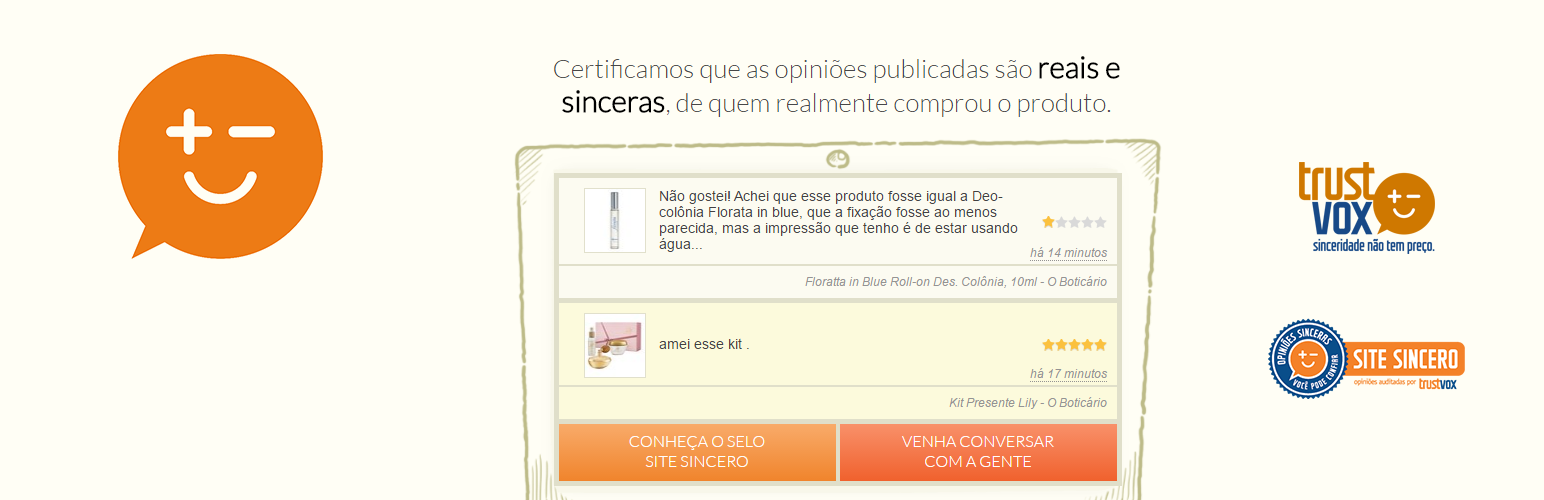 Certificamos que as opiniões publicadas são reais e
sinceras, de quem realmente comprou o produto.
Não gostei! Achei que esse produto fosse igual a Deo-
colônia Florata in blue, que a fixação fosse ao menos
parecida, mas a impressão que tenho é de estar usando
água...
há 14 minutos
Floratta in Blue Roll-on Des. Colônia, 10ml - O Boticário
amei esse kit .
há 17 minutos
Kit Presente Lily - O Boticário
CONHEÇA O SELO
SITE SINCERO
VENHA CONVERSAR
COM A GENTE
trust
vox
sinceridade não tem preço.
OPINIÕES SINCERAS
VOCÊ PODE CONFIAR
SITE SINCERO
opiniões auditadas por trustvox